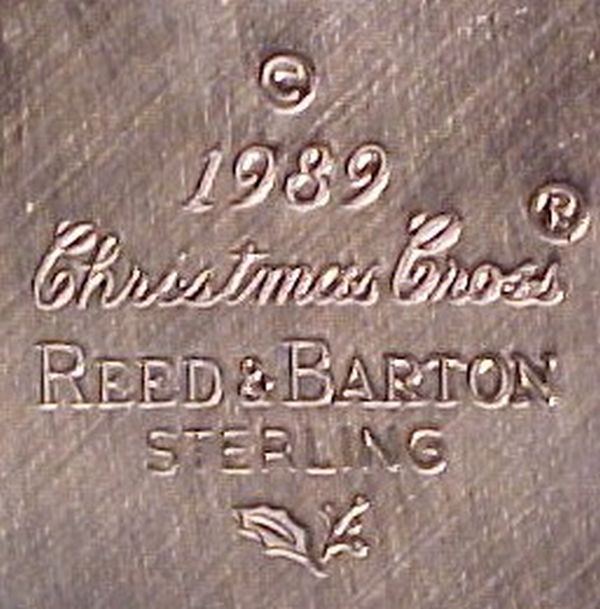 ©
1989
®
Christmas Cross
REED & BARTON
STERLING